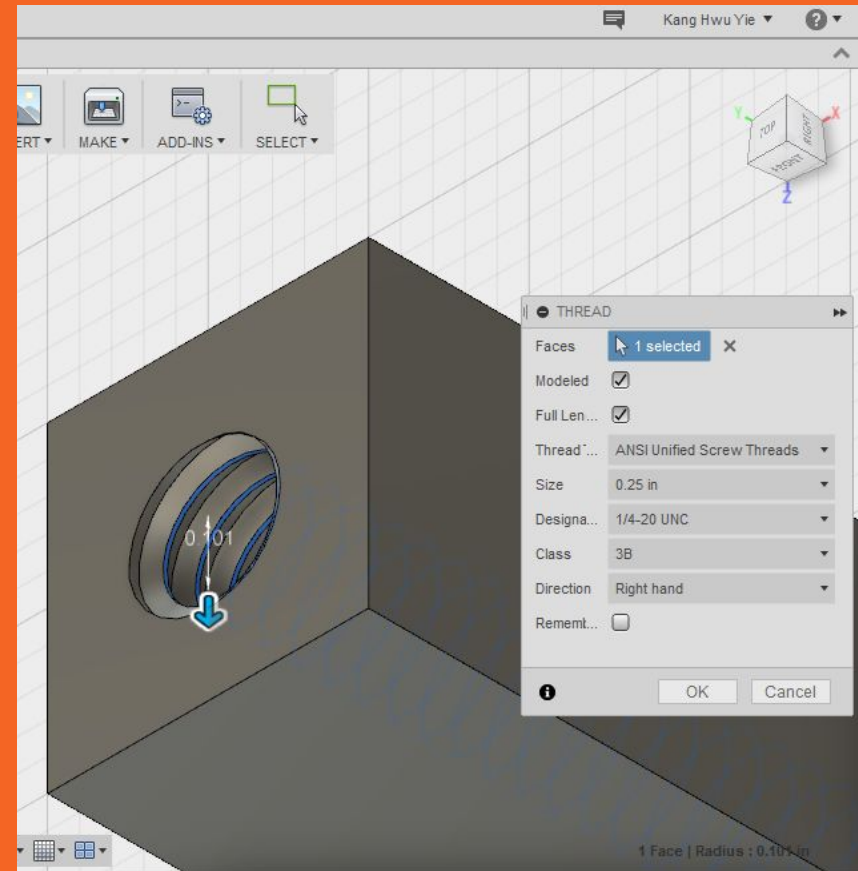 Kang Hwu Yie
ERT MAKE ADD-INS SELECT
Y X
TOP RIGHT
FRONT
Z
THREAD
Faces 1 selected
Modeled
Full Len...
Thread T... ANSI Unified Screw Threads
Size 0.25 in
Designa... 1/4-20 UNC
Class 3B
Direction Right hand
Rememt...
OK Cancel
0.101
1 Face | Radius : 0.101 in